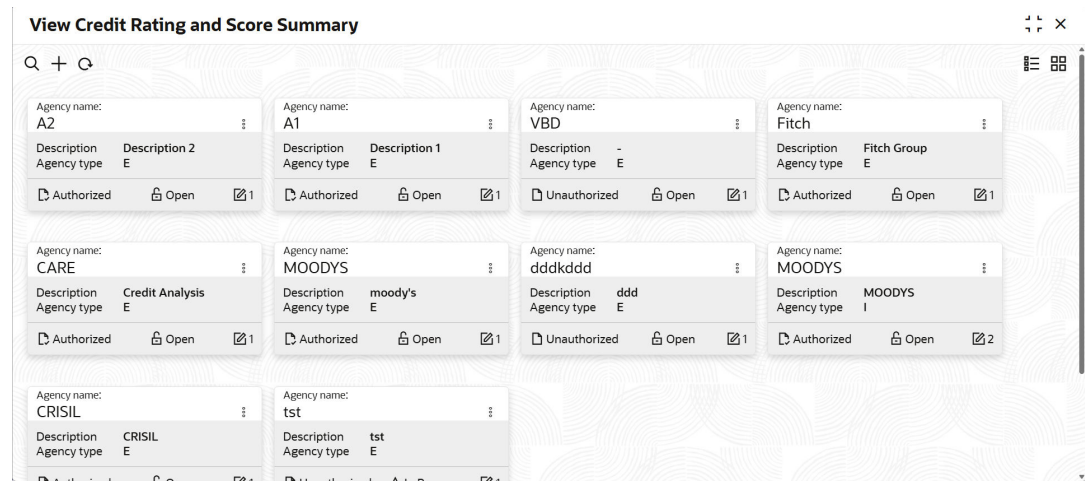 View Credit Rating and Score Summary
Agency name: Agency name: Agency name: Agency name:
A2 A1 VBD Fitch
Description Description 2 Description Description 1 Description - Description Fitch Group
Agency type E Agency type E Agency type E Agency type E
Authorized Open 1 Authorized Open 1 Unauthorized Open 1 Authorized Open 1
Agency name: Agency name: Agency name: Agency name:
CARE MOODYS dddkddd MOODYS
Description Credit Analysis Description moody's Description ddd Description MOODYS
Agency type E Agency type E Agency type E Agency type I
Authorized Open 1 Authorized Open 1 Unauthorized Open 1 Authorized Open 2
Agency name: Agency name:
CRISIL tst
Description CRISIL Description tst
Agency type E Agency type E